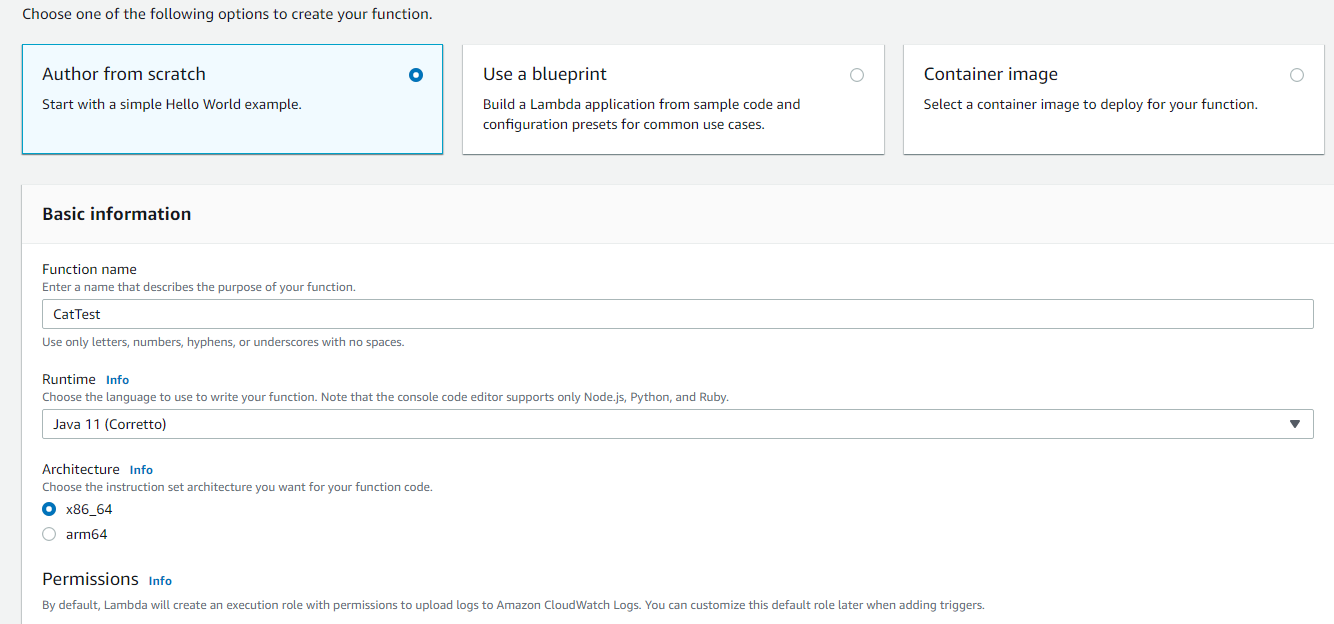 Choose one of the following options to create your function.
Author from scratch
Start with a simple Hello World example.
Use a blueprint
Build a Lambda application from sample code and
configuration presets for common use cases.
Container image
Select a container image to deploy for your function.
Basic information
Function name
Enter a name that describes the purpose of your function.
CatTest
Use only letters, numbers, hyphens, or underscores with no spaces.
Runtime Info
Choose the language to use to write your function. Note that the console code editor supports only Node.js, Python, and Ruby.
Java 11 (Corretto)
Architecture Info
Choose the instruction set architecture you want for your function code.
x86_64
arm64
Permissions Info
By default, Lambda will create an execution role with permissions to upload logs to Amazon CloudWatch Logs. You can customize this default role later when adding triggers.